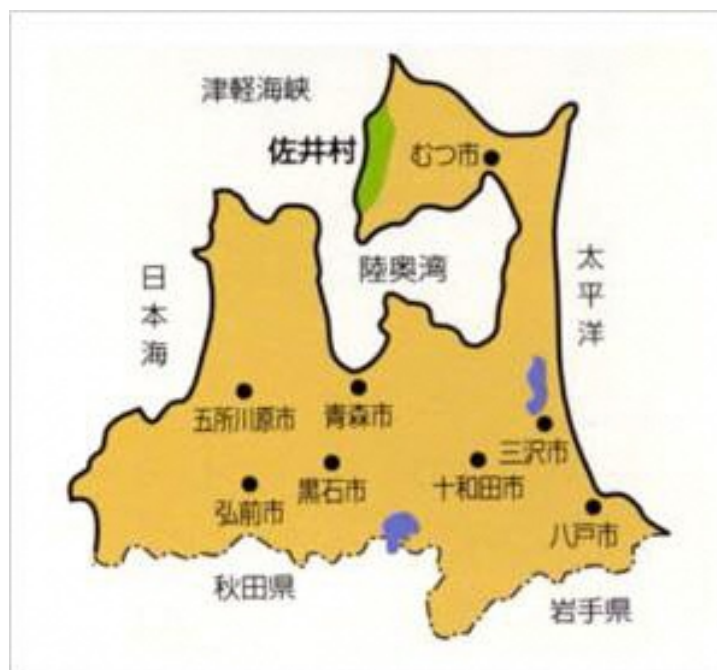 津軽海峡
佐井村
むつ市
陸奥湾
太平洋
日本海
五所川原市
青森市
三沢市
弘前市
黒石市
十和田市
八戸市
秋田県
岩手県